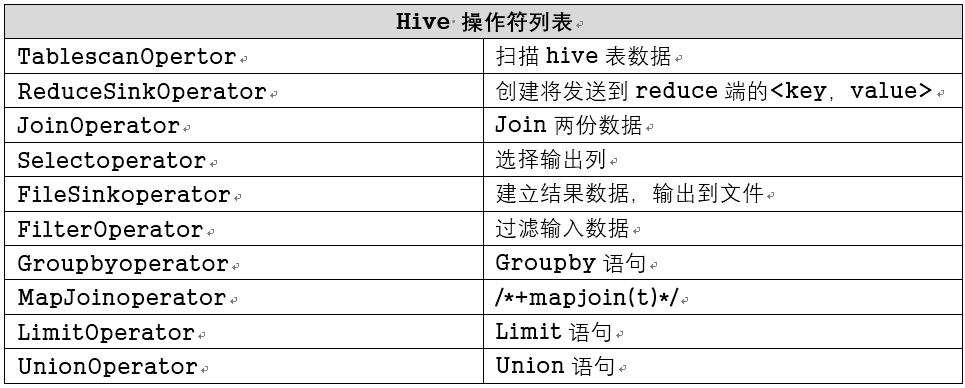 Hive 操作符列表
TablescanOpertor 扫描 hive 表数据
ReduceSinkOperator 创建将发送到 reduce 端的<key，value>
JoinOperator Join 两份数据
Selectoperator 选择输出列
FileSinkoperator 建立结果数据，输出到文件
FilterOperator 过滤输入数据
Groupbyoperator Groupby 语句
MapJoinoperator /*+mapjoin(t)*/
LimitOperator Limit 语句
UnionOperator Union 语句